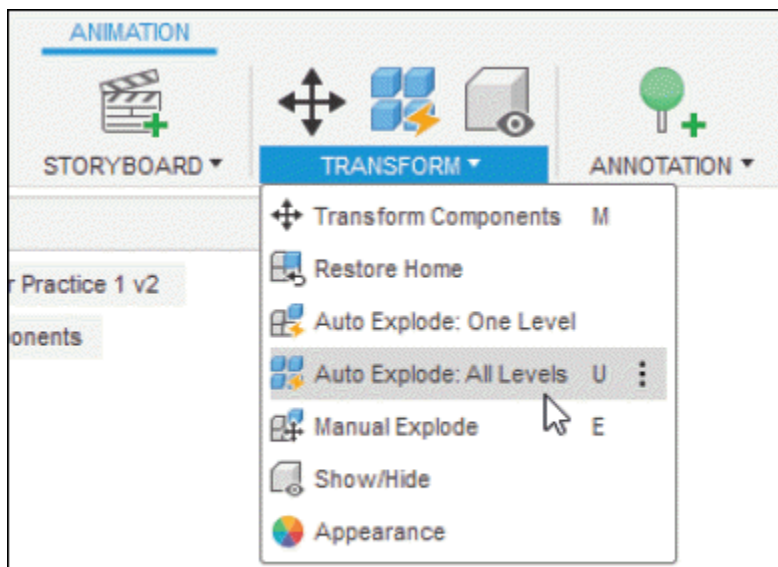 ANIMATION
STORYBOARD TRANSFORM ANNOTATION
Transform Components M
r Practice 1 v2
Restore Home
onents
Auto Explode: One Level
Auto Explode: All Levels U
Manual Explode E
Show/Hide
Appearance